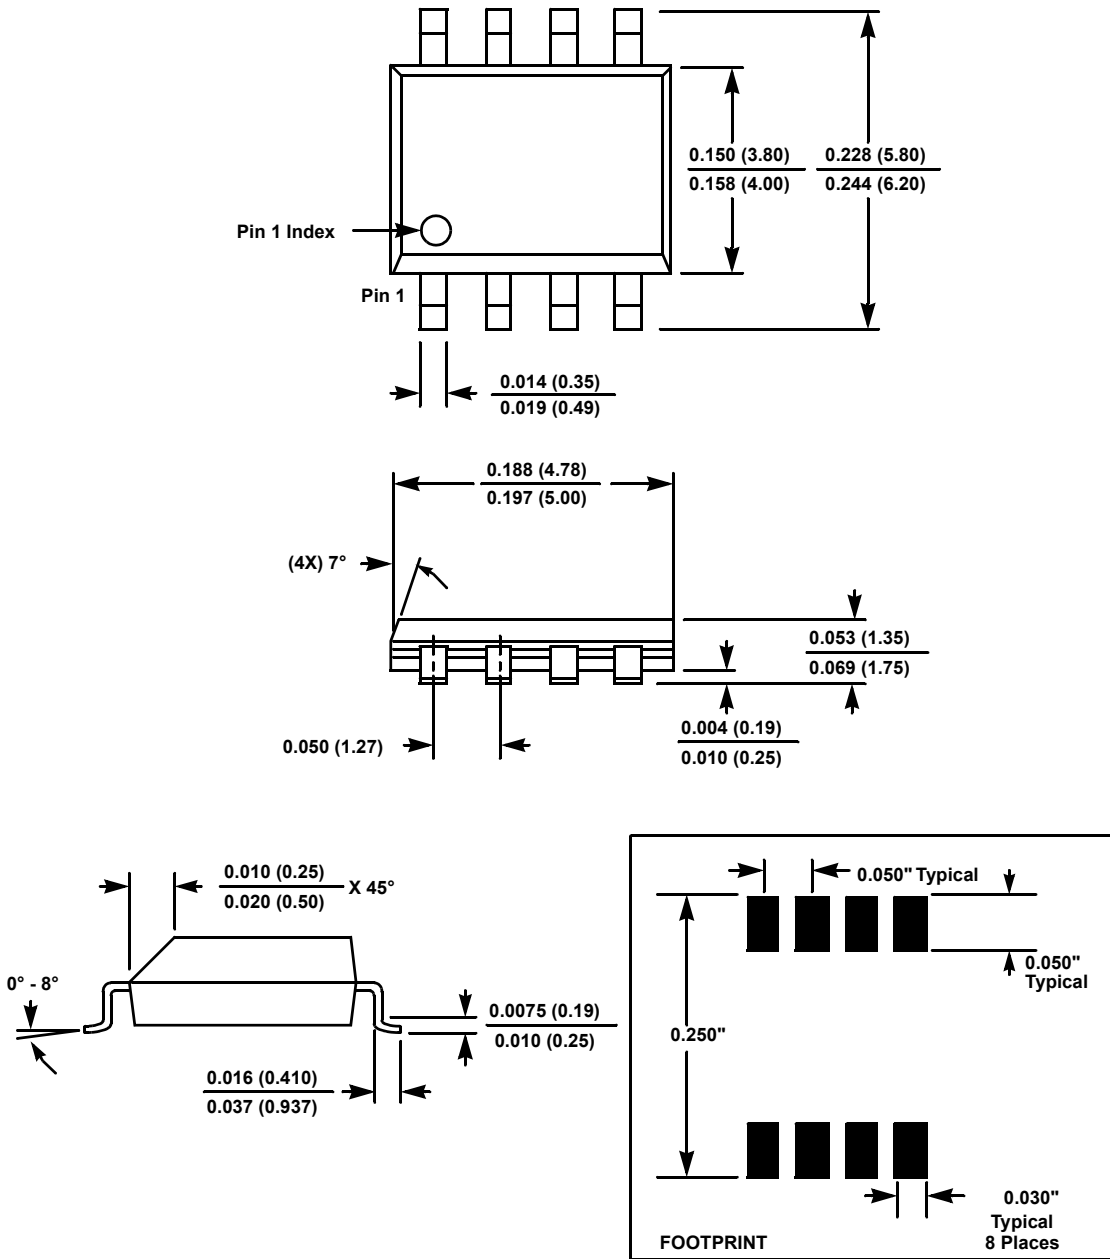 0.150 (3.80)
0.158 (4.00)
0.228 (5.80)
0.244 (6.20)
Pin 1 Index
Pin 1
0.014 (0.35)
0.019 (0.49)
0.188 (4.78)
0.197 (5.00)
(4X) 7°
0.053 (1.35)
0.069 (1.75)
0.004 (0.19)
0.010 (0.25)
0.050 (1.27)
0.010 (0.25)
0.020 (0.50)
X 45°
0° - 8°
0.0075 (0.19)
0.010 (0.25)
0.016 (0.410)
0.037 (0.937)
0.050" Typical
0.050"
Typical
0.250"
0.030"
Typical
8 Places
FOOTPRINT